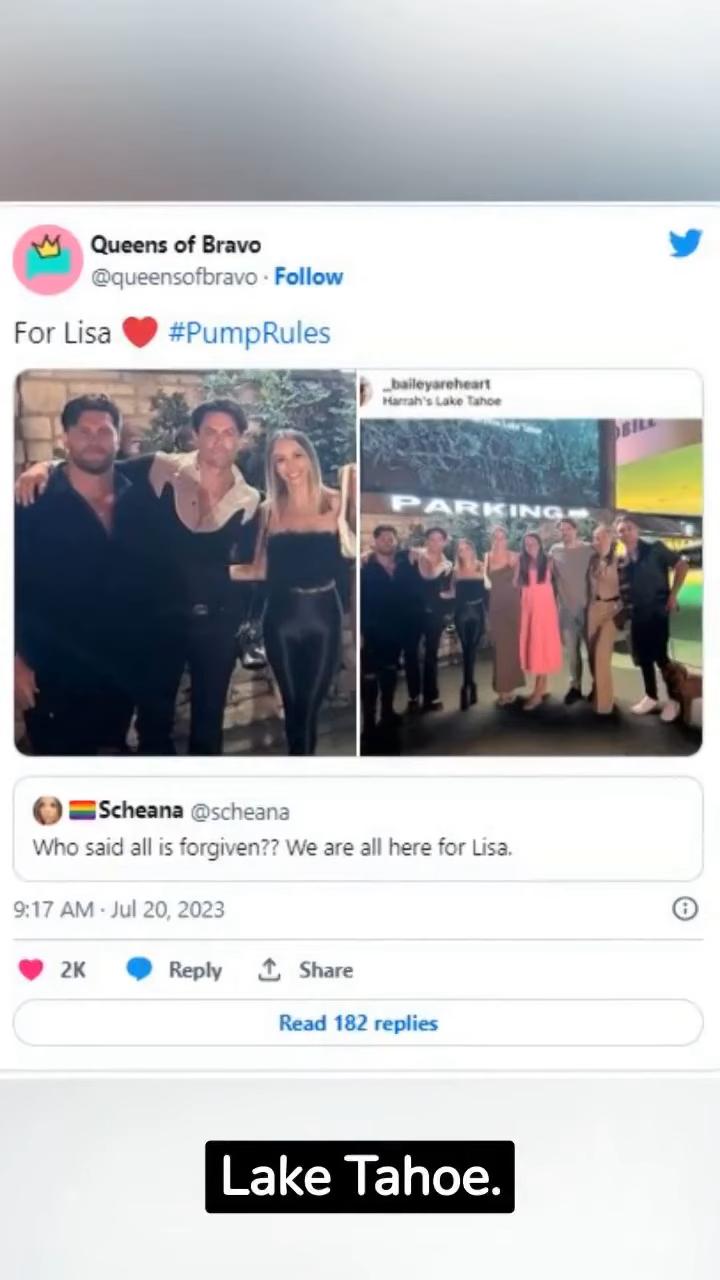 Queens of Bravo
@queensofbravo · Follow
For Lisa ❤️ #PumpRules
_baileyareheart
Harrah's Lake Tahoe
PARKING
Scheana @scheana
Who said all is forgiven?? We are all here for Lisa.
9:17 AM · Jul 20, 2023
2K Reply Share
Read 182 replies
Lake Tahoe.